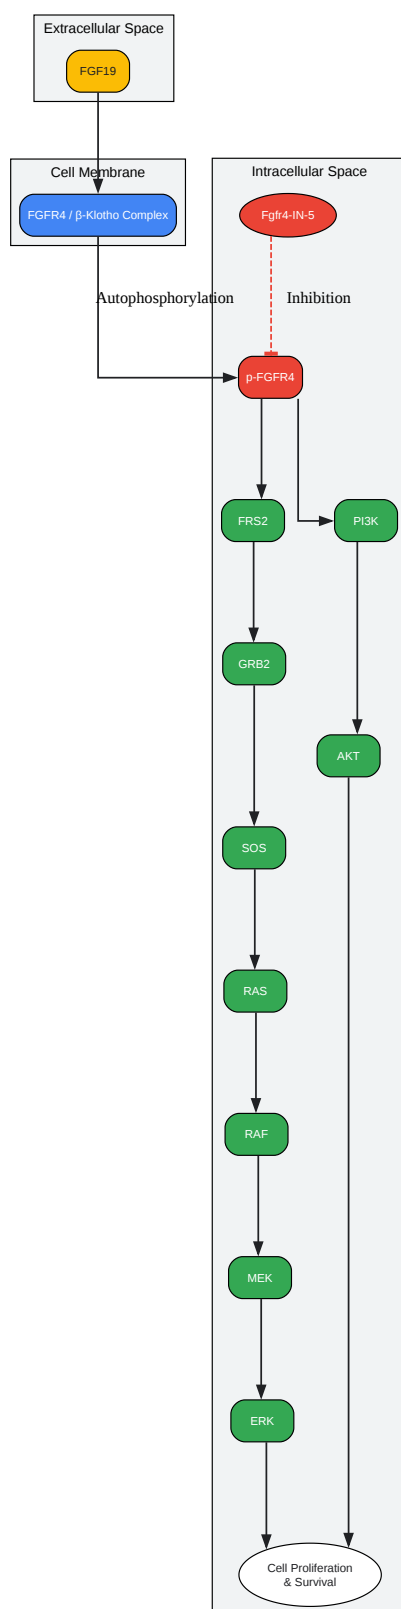 Extracellular Space
FGF19
Cell Membrane
FGFR4 / β-Klotho Complex
Intracellular Space
Fgfr4-IN-5
Autophosphorylation
Inhibition
p-FGFR4
FRS2
PI3K
GRB2
AKT
SOS
RAS
RAF
MEK
ERK
Cell Proliferation
& Survival